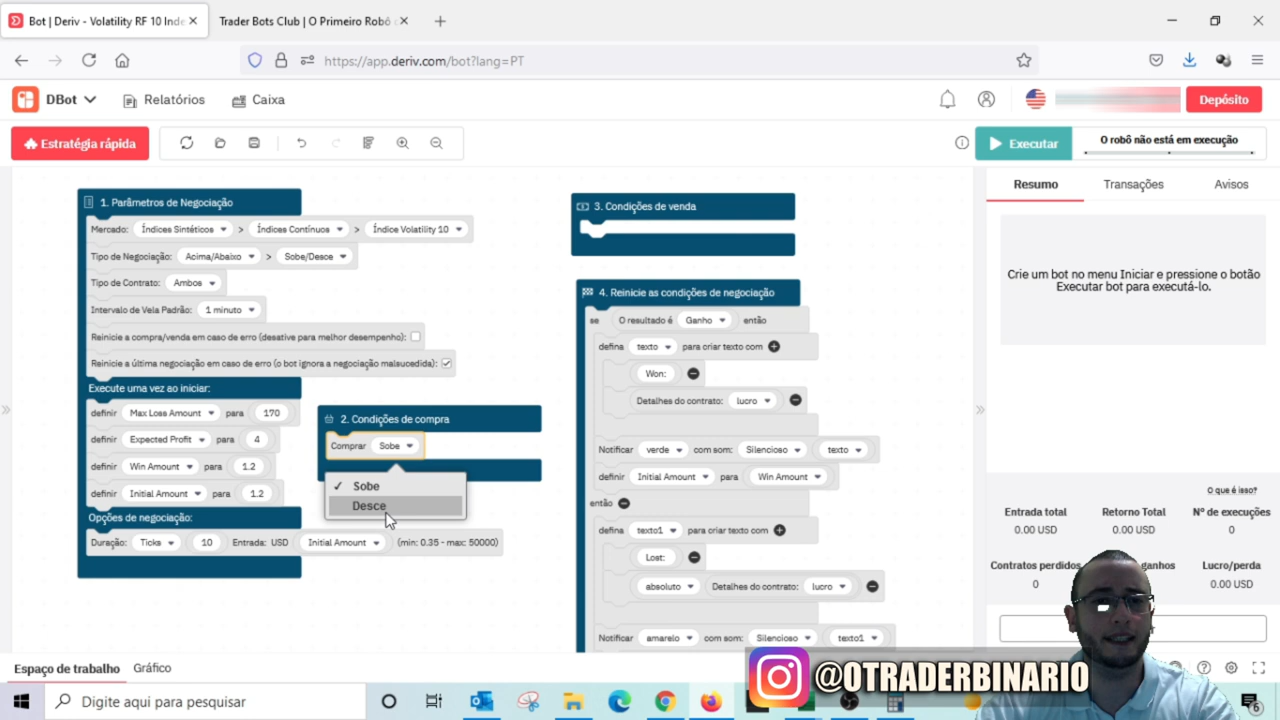 Bot | Deriv - Volatility RF 10 Inde
Trader Bots Club | O Primeiro Robô
https://app.deriv.com/bot?lang=PT
DBot
Relatórios
Caixa
Depósito
Estratégia rápida
Executar
O robô não está em execução
1. Parâmetros de Negociação
Mercado: Índices Sintéticos > Índices Contínuos > Índice Volatility 10
Tipo de Negociação: Acima/Abaixo > Sobe/Desce
Tipo de Contrato: Ambos
Intervalo de Vela Padrão: 1 minuto
Reinicie a compra/venda em caso de erro (desative para melhor desempenho):
Reinicie a última negociação em caso de erro (o bot ignora a negociação malsucedida):
Execute uma vez ao iniciar:
definir Max Loss Amount para 170
definir Expected Profit para 4
definir Win Amount para 1.2
definir Initial Amount para 1.2
Opções de negociação:
Duração: Ticks 10 Entrada: USD Initial Amount (min: 0.35 - max: 50000)
2. Condições de compra
Comprar Sobe
✓ Sobe
Desce
3. Condições de venda
4. Reinicie as condições de negociação
se O resultado é Ganho então
defina texto para criar texto com
Won:
Detalhes do contrato: lucro
Notificar verde com som: Silencioso texto
definir Initial Amount para Win Amount
então
defina texto1 para criar texto com
Lost:
absoluto Detalhes do contrato: lucro
Notificar amarelo com som: Silencioso texto1
Resumo
Transações
Avisos
Crie um bot no menu Iniciar e pressione o botão
Executar bot para executá-lo.
O que é isso?
Entrada total
Retorno Total
Nº de execuções
0.00 USD
0.00 USD
0
Contratos perdidos
ganhos
Lucro/perda
0
0.00 USD
Espaço de trabalho
Gráfico
@OTRADERBINARIO
Digite aqui para pesquisar
6